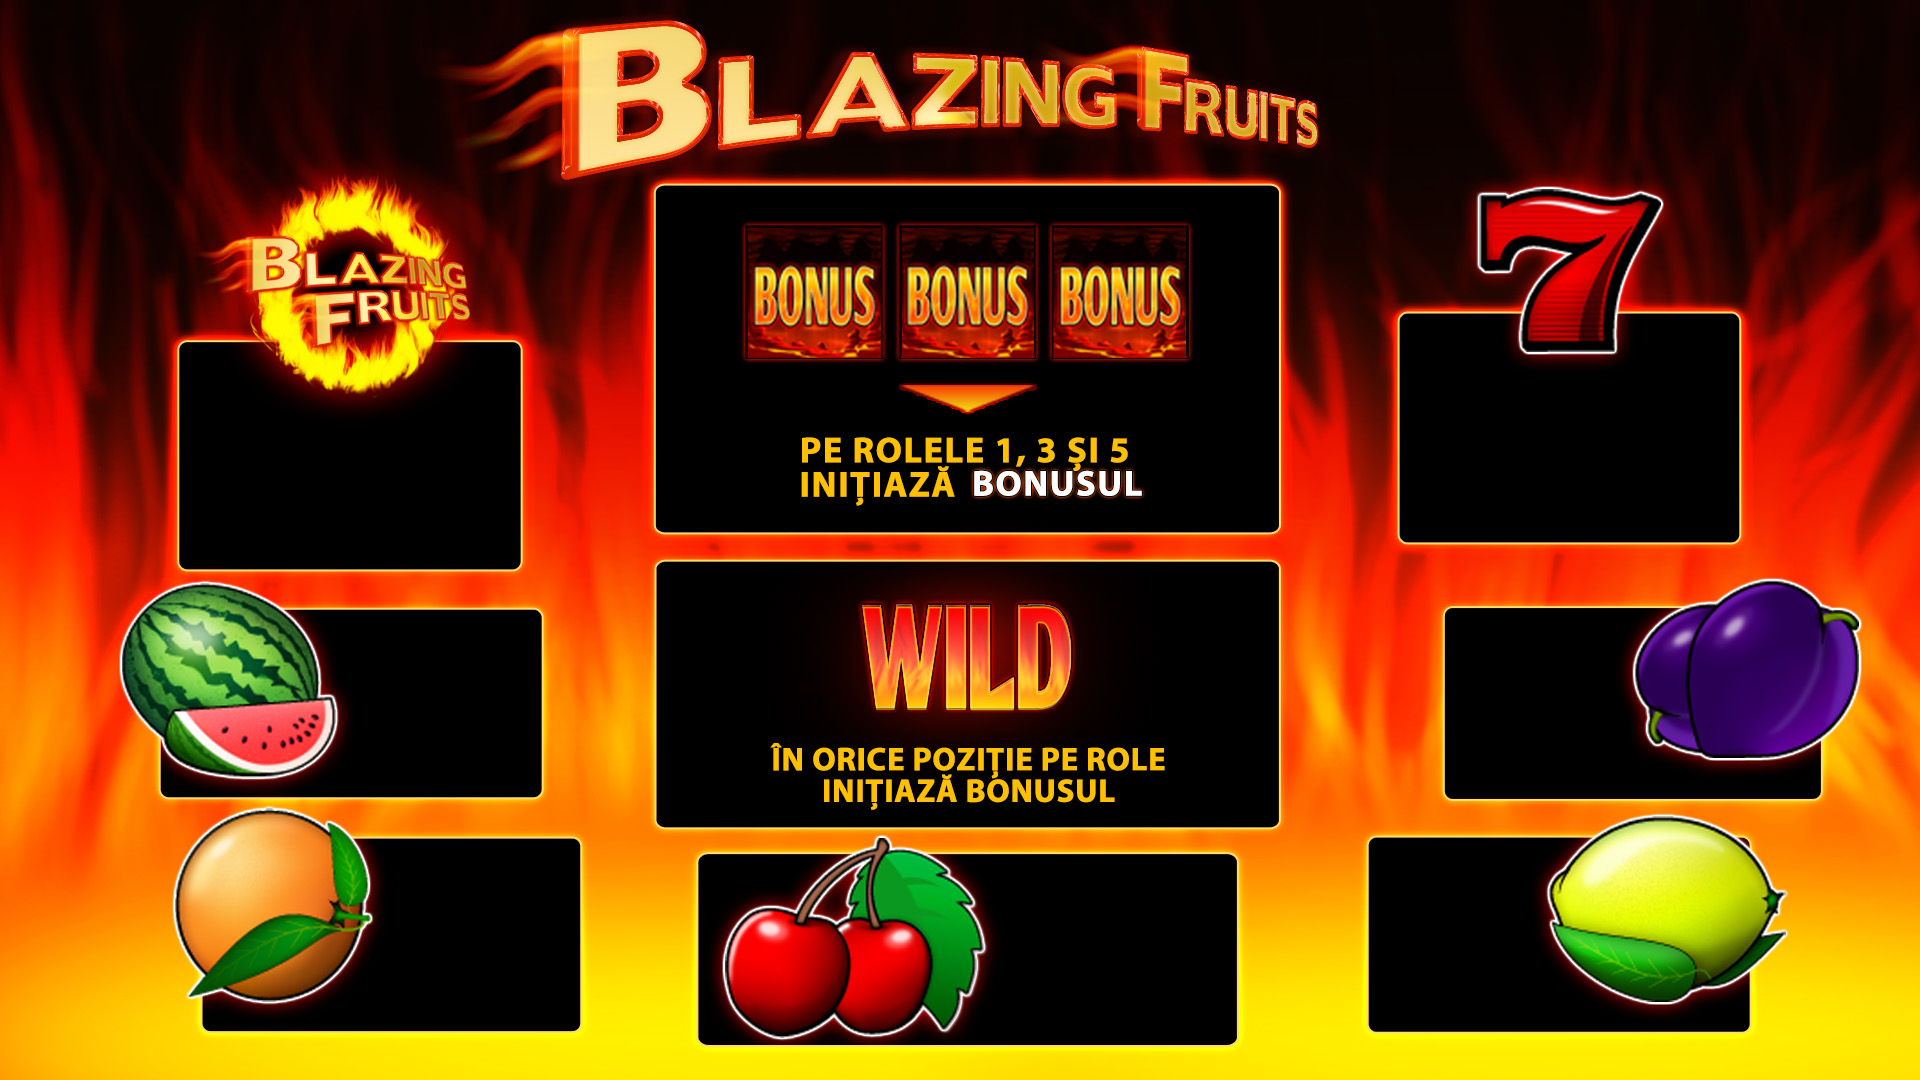 BLAZING FRUITS
BLAZING
FRUITS
7
BONUS BONUS BONUS
PE ROLELE 1, 3 ȘI 5
INIȚIAZĂ BONUSUL
WILD
ÎN ORICE POZIȚIE PE ROLE
INIȚIAZĂ BONUSUL